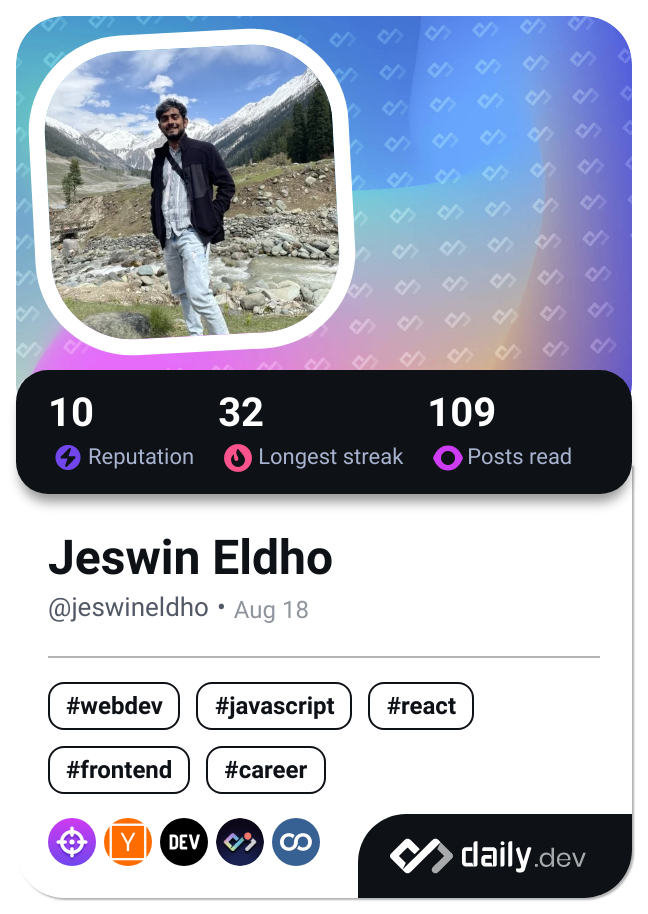 10 32 109
Reputation Longest streak Posts read
Jeswin Eldho
@jeswineldho • Aug 18
#webdev #javascript #react
#frontend #career
Y DEV daily.dev